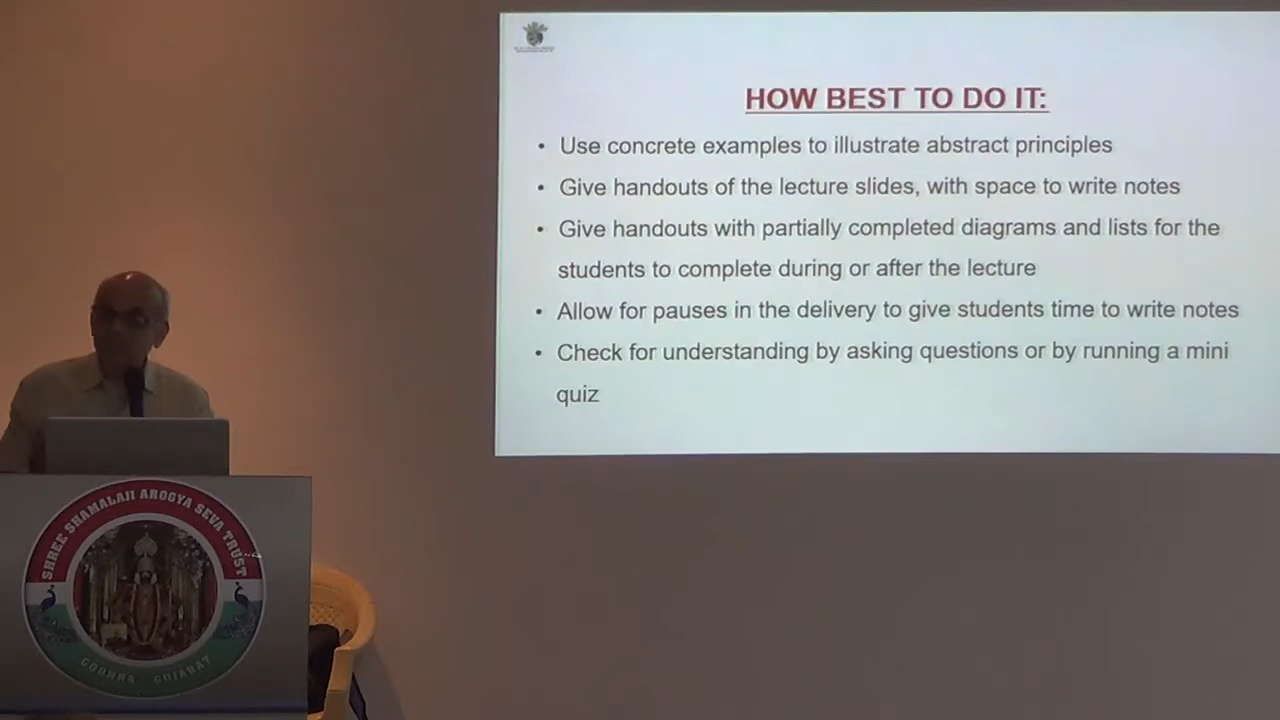 HOW BEST TO DO IT:
• Use concrete examples to illustrate abstract principles
• Give handouts of the lecture slides, with space to write notes
• Give handouts with partially completed diagrams and lists for the
students to complete during or after the lecture
• Allow for pauses in the delivery to give students time to write notes
• Check for understanding by asking questions or by running a mini
quiz
SHREE SHAMALAJI AROGYA SEVA TRUST
GODHRA GUJARAT